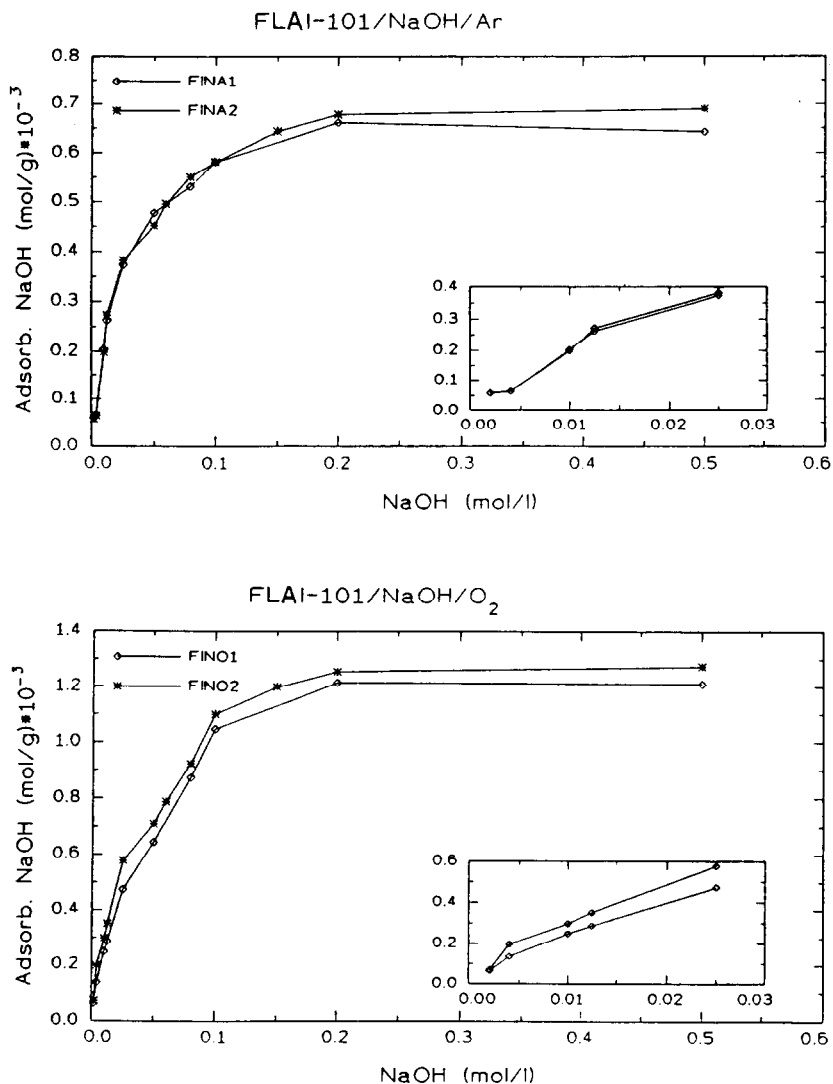 FLAI-101/NaOH/Ar
0.8
0.7
0.6
0.5
0.4
0.3
0.2
0.1
0.0
Adsorb. NaOH (mol/g)*10⁻³
FINA1
FINA2
0.4
0.3
0.2
0.1
0.0
0.00 0.01 0.02 0.03
0.0 0.1 0.2 0.3 0.4 0.5 0.6
NaOH (mol/l)
FLAI-101/NaOH/O₂
1.4
1.2
1.0
0.8
0.6
0.4
0.2
0.0
Adsorb. NaOH (mol/g)*10⁻³
FINO1
FINO2
0.6
0.4
0.2
0.0
0.00 0.01 0.02 0.03
0.0 0.1 0.2 0.3 0.4 0.5 0.6
NaOH (mol/l)